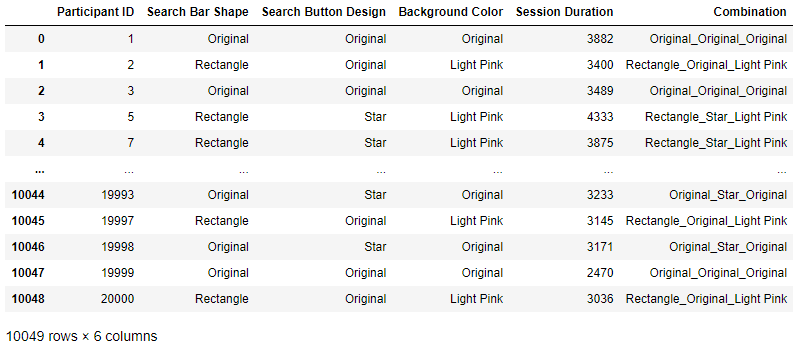 Participant ID Search Bar Shape Search Button Design Background Color Session Duration Combination
0 1 Original Original Original 3882 Original_Original_Original
1 2 Rectangle Original Light Pink 3400 Rectangle_Original_Light Pink
2 3 Original Original Original 3489 Original_Original_Original
3 5 Rectangle Star Light Pink 4333 Rectangle_Star_Light Pink
4 7 Rectangle Star Light Pink 3875 Rectangle_Star_Light Pink
... ... ... ... ... ... ...
10044 19993 Original Star Original 3233 Original_Star_Original
10045 19997 Rectangle Original Light Pink 3145 Rectangle_Original_Light Pink
10046 19998 Original Star Original 3171 Original_Star_Original
10047 19999 Original Original Original 2470 Original_Original_Original
10048 20000 Rectangle Original Light Pink 3036 Rectangle_Original_Light Pink
10049 rows × 6 columns